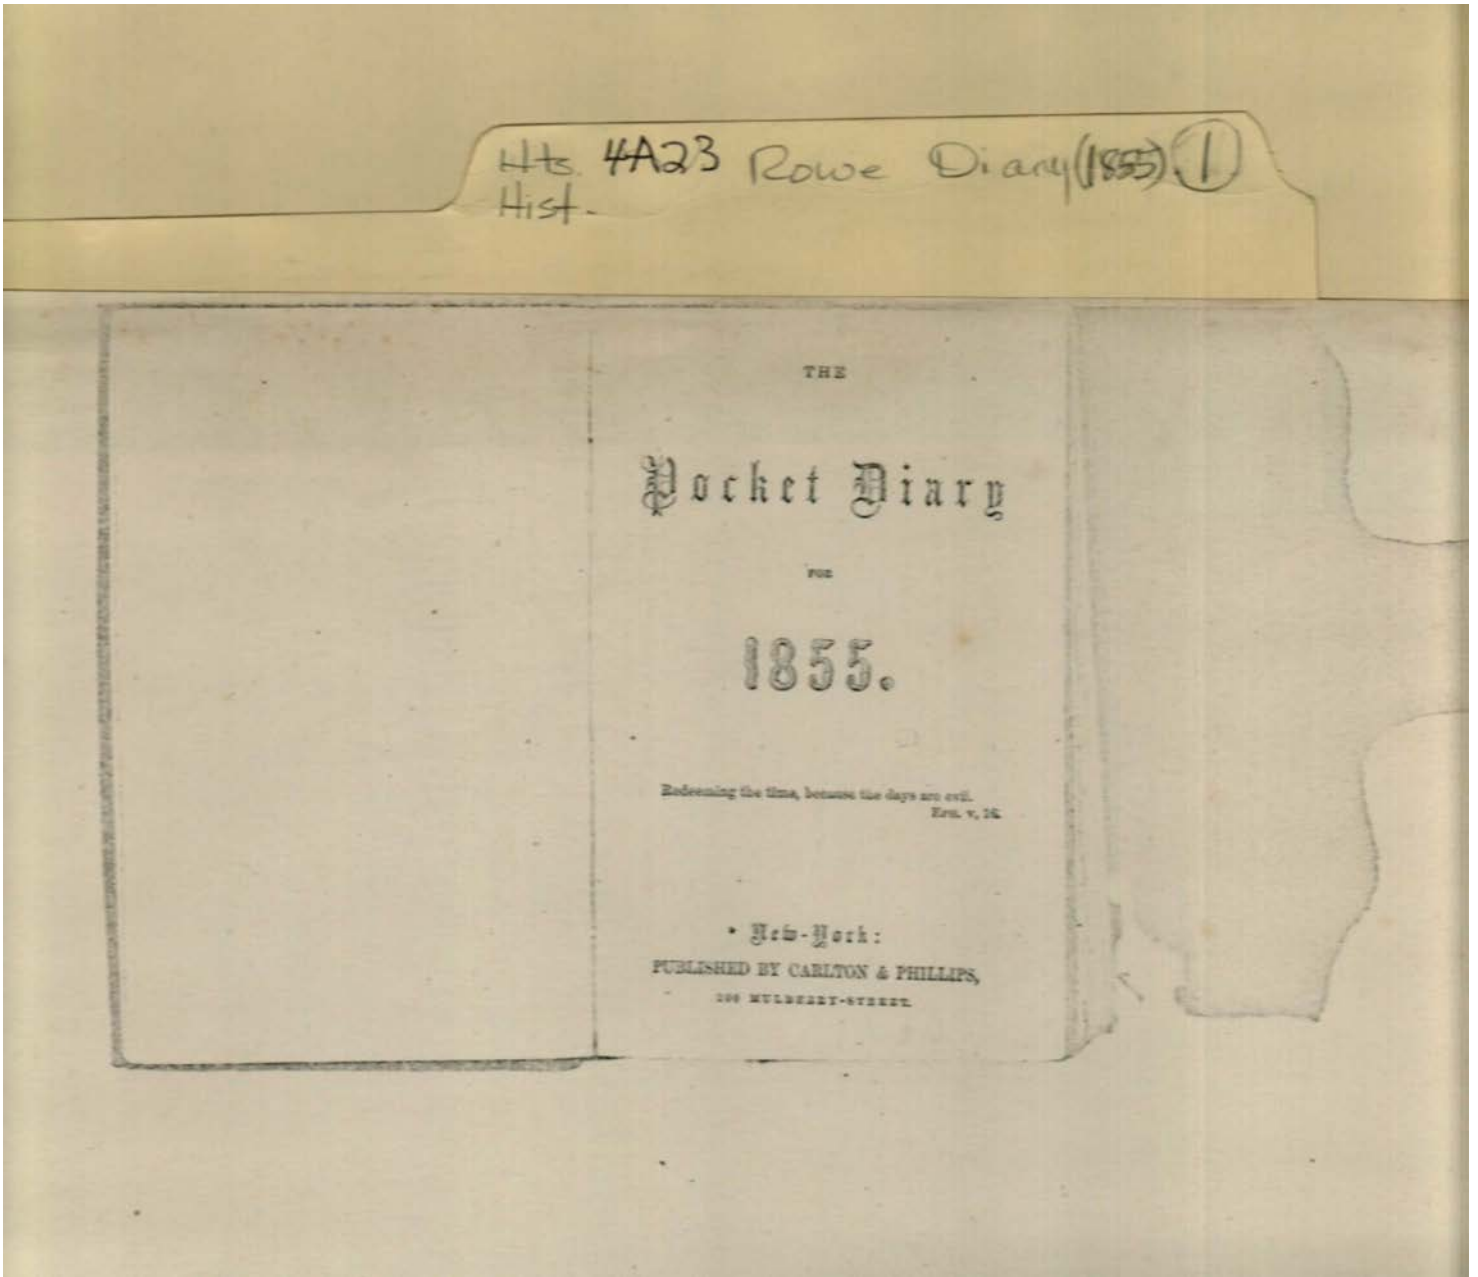 Hts. 4A23 Rowe Diary (1855) 1
Hist.
THE
Pocket Diary
FOR
1855.
Redeeming the time, because the days are evil.
EPH. v, 16.
New-York:
PUBLISHED BY CARLTON & PHILLIPS,
200 MULBERRY-STREET.